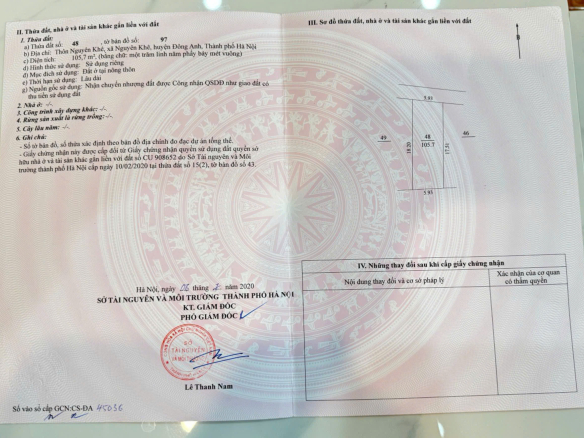 II. Thửa đất, nhà ở và tài sản khác gắn liền với đất
1. Thửa đất:
a) Thửa đất số: 48 , tờ bản đồ số: 97
b) Địa chỉ: Thôn Nguyên Khê, xã Nguyên Khê, huyện Đông Anh, Thành phố Hà Nội
c) Diện tích: 105,7 m², (bằng chữ: một trăm linh năm phẩy bảy mét vuông)
d) Hình thức sử dụng: Sử dụng riêng
đ) Mục đích sử dụng: Đất ở tại nông thôn
e) Thời hạn sử dụng: Lâu dài
g) Nguồn gốc sử dụng: Nhận chuyển nhượng đất được Công nhận QSDĐ như giao đất có
thu tiền sử dụng đất
2. Nhà ở: -/-
3. Công trình xây dựng khác: -/-
4. Rừng sản xuất là rừng trồng: -/-
5. Cây lâu năm: -/-
6. Ghi chú:
- Số tờ bản đồ, số thửa xác định theo bản đồ địa chính đo đạc dự án tổng thể.
- Giấy chứng nhận này được cấp đổi từ Giấy chứng nhận quyền sử dụng đất quyền sở
hữu nhà ở và tài sản khác gắn liền với đất số CU 908652 do Sở Tài nguyên và Môi
trường thành phố Hà Nội cấp ngày 10/02/2020 tại thửa đất số 15(2), tờ bản đồ số 43.
Hà Nội, ngày 06 tháng 2 năm 2020
SỞ TÀI NGUYÊN VÀ MÔI TRƯỜNG THÀNH PHỐ HÀ NỘI
KT. GIÁM ĐỐC
PHÓ GIÁM ĐỐC
SỞ
TÀI NGUYÊN
Lê Thanh Nam
Số vào sổ cấp GCN:CS-ĐA 45036
III. Sơ đồ thửa đất, nhà ở và tài sản khác gắn liền với đất
49
48
105.7
46
18.20
17.51
5.95
IV. Những thay đổi sau khi cấp giấy chứng nhận
Nội dung thay đổi và cơ sở pháp lý
Xác nhận của cơ quan
có thẩm quyền